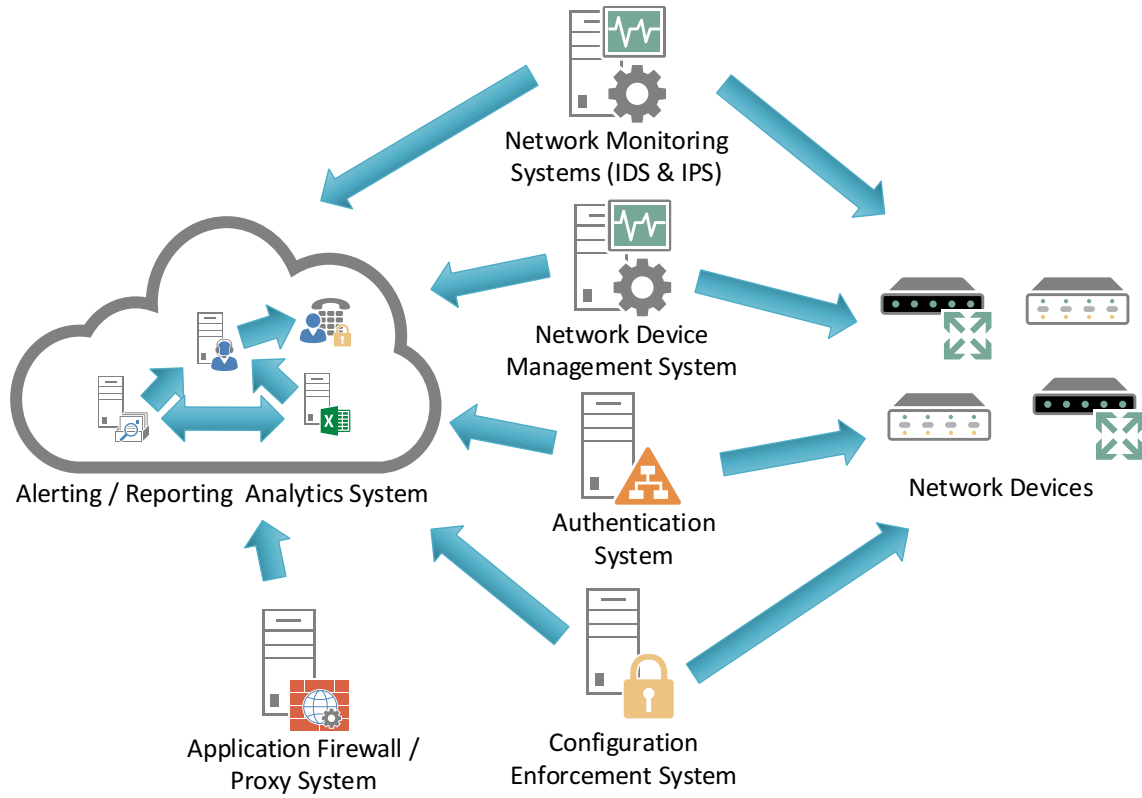 Network Monitoring
Systems (IDS & IPS)
Network Device
Management System
X
Alerting / Reporting  Analytics System
Network Devices
Authentication
System
Application Firewall /
Proxy System
Configuration
Enforcement System